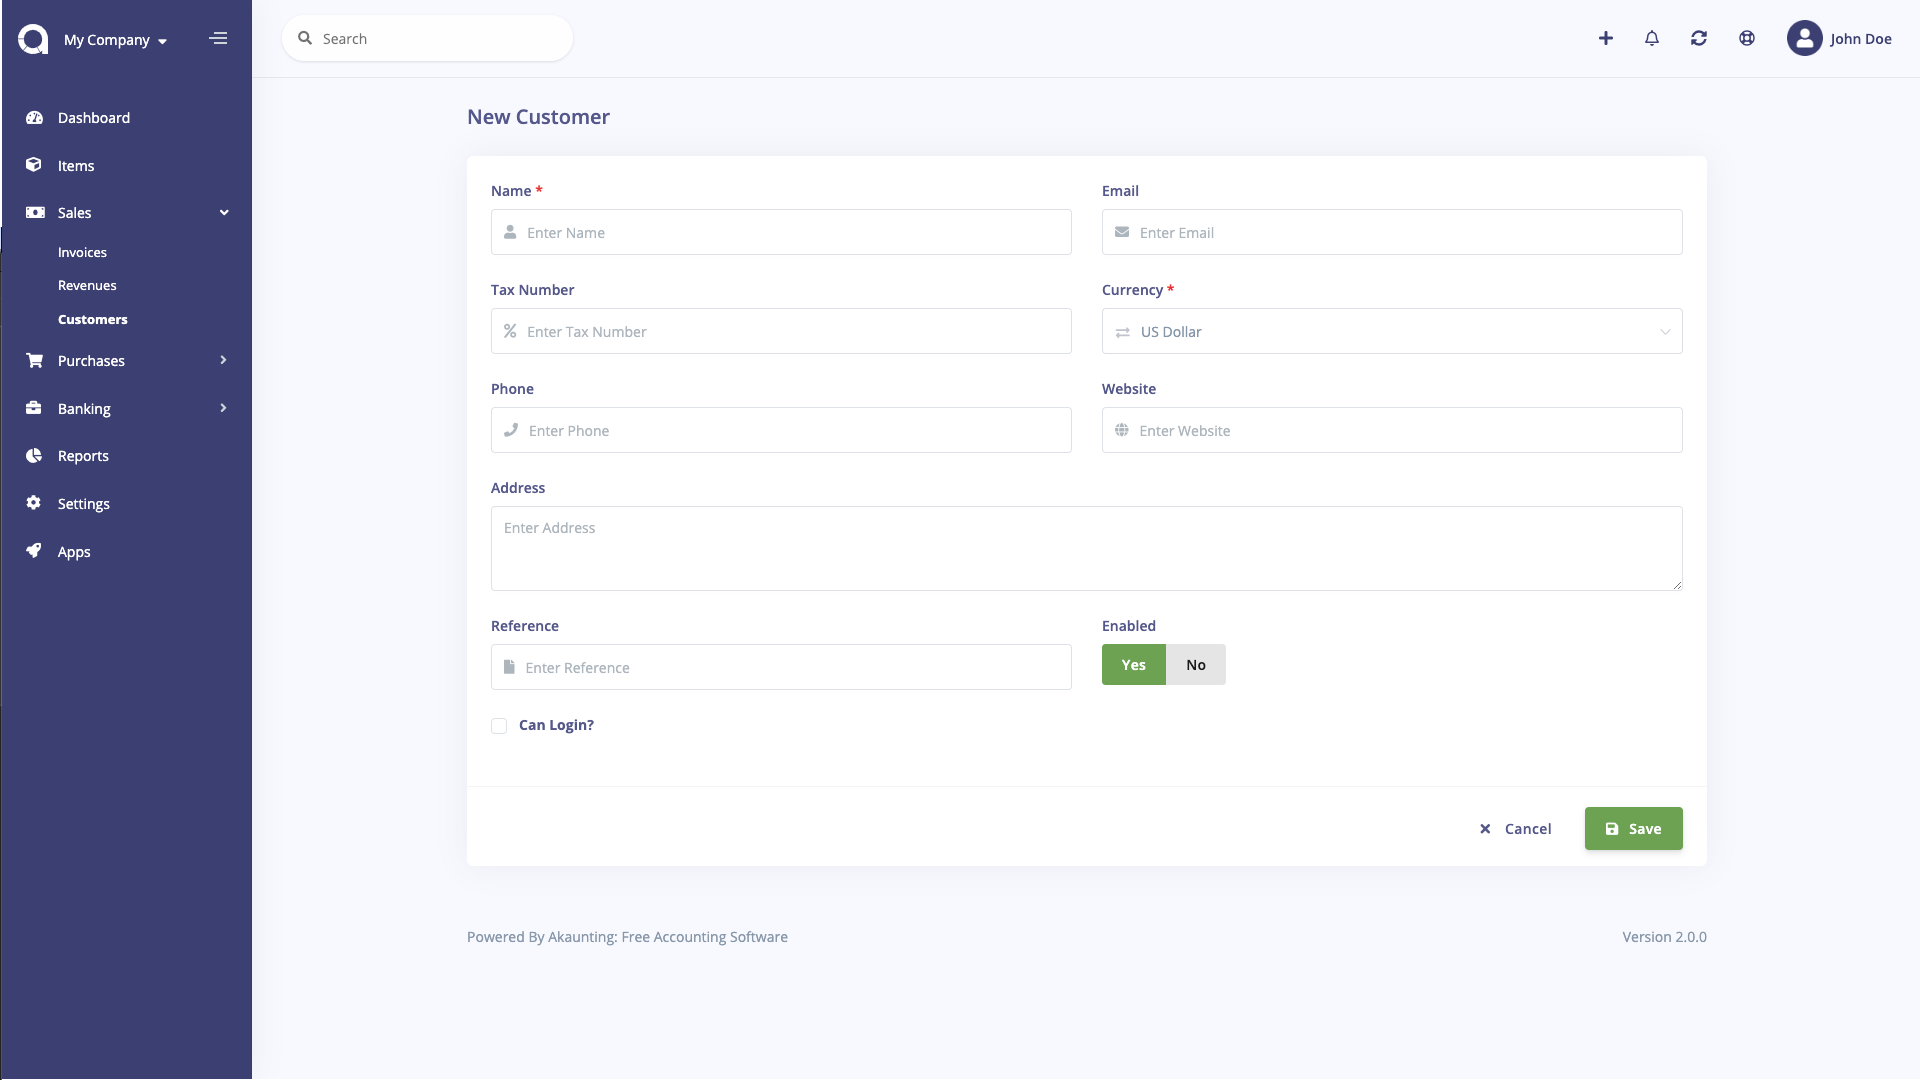 My Company
Search
John Doe
Dashboard
Items
Sales
Invoices
Revenues
Customers
Purchases
Banking
Reports
Settings
Apps
New Customer
Name *
Enter Name
Email
Enter Email
Tax Number
Enter Tax Number
Currency *
US Dollar
Phone
Enter Phone
Website
Enter Website
Address
Enter Address
Reference
Enter Reference
Enabled
Yes No
Can Login?
Cancel
Save
Powered By Akaunting: Free Accounting Software
Version 2.0.0